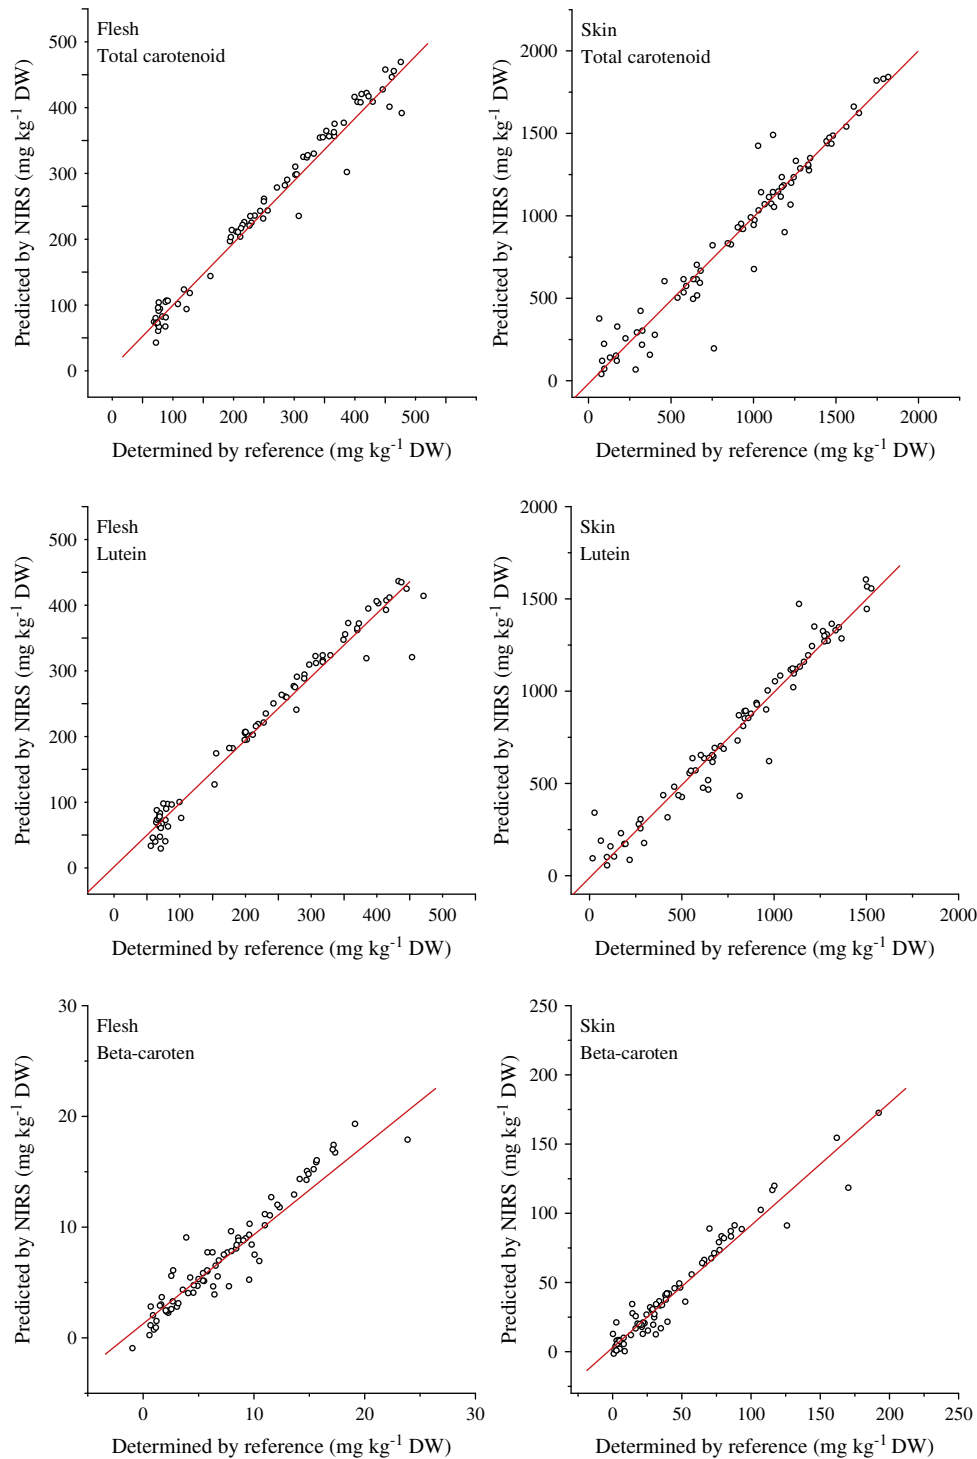 Flesh
Total carotenoid
500
400
300
200
100
0
Predicted by NIRS (mg kg-1 DW)
0 100 200 300 400 500
Determined by reference (mg kg-1 DW)
Skin
Total carotenoid
2000
1500
1000
500
0
Predicted by NIRS (mg kg-1 DW)
0 500 1000 1500 2000
Determined by reference (mg kg-1 DW)
Flesh
Lutein
500
400
300
200
100
0
Predicted by NIRS (mg kg-1 DW)
0 100 200 300 400 500
Determined by reference (mg kg-1 DW)
2000
Skin
Lutein
1500
1000
500
0
Predicted by NIRS (mg kg-1 DW)
0 500 1000 1500 2000
Determined by reference (mg kg-1 DW)
30
Flesh
Beta-caroten
20
10
0
Predicted by NIRS (mg kg-1 DW)
0 10 20 30
Determined by reference (mg kg-1 DW)
250
Skin
Beta-caroten
200
150
100
50
0
Predicted by NIRS (mg kg-1 DW)
0 50 100 150 200 250
Determined by reference (mg kg-1 DW)